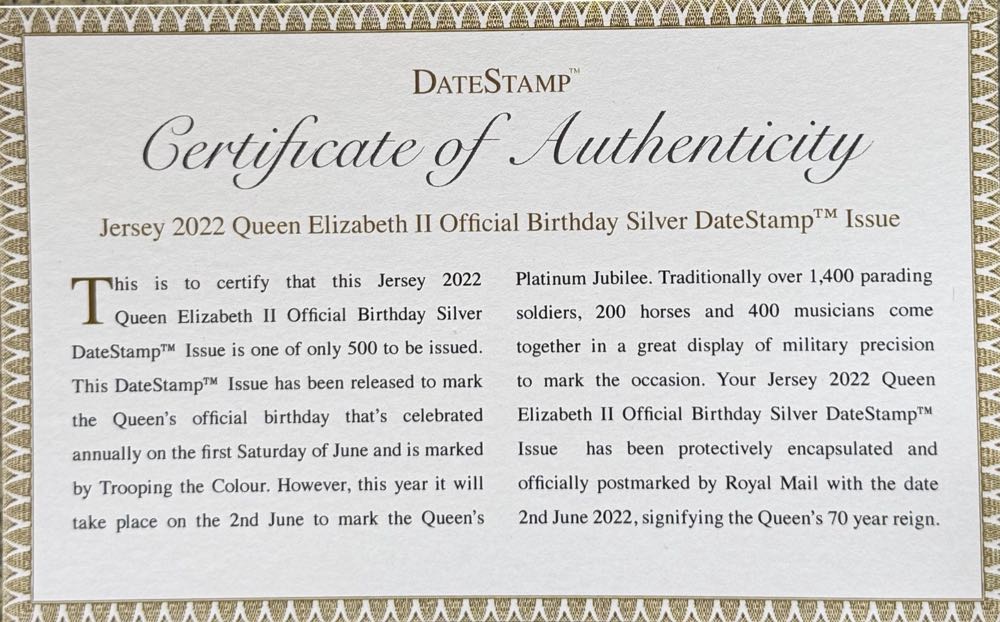 DATESTAMP™
Certificate of Authenticity
Jersey 2022 Queen Elizabeth II Official Birthday Silver DateStamp™ Issue
This is to certify that this Jersey 2022
Queen Elizabeth II Official Birthday Silver
DateStamp™ Issue is one of only 500 to be issued.
This DateStamp™ Issue has been released to mark
the Queen's official birthday that's celebrated
annually on the first Saturday of June and is marked
by Trooping the Colour. However, this year it will
take place on the 2nd June to mark the Queen's
Platinum Jubilee. Traditionally over 1,400 parading
soldiers, 200 horses and 400 musicians come
together in a great display of military precision
to mark the occasion. Your Jersey 2022 Queen
Elizabeth II Official Birthday Silver DateStamp™
Issue has been protectively encapsulated and
officially postmarked by Royal Mail with the date
2nd June 2022, signifying the Queen's 70 year reign.